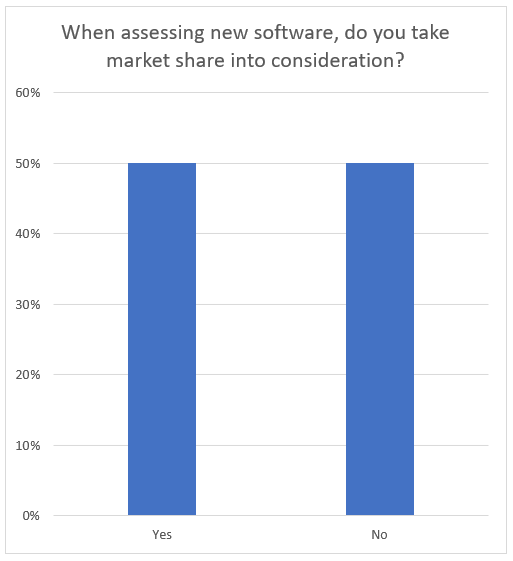 When assessing new software, do you take
market share into consideration?
60%
50%
40%
30%
20%
10%
0%
Yes No